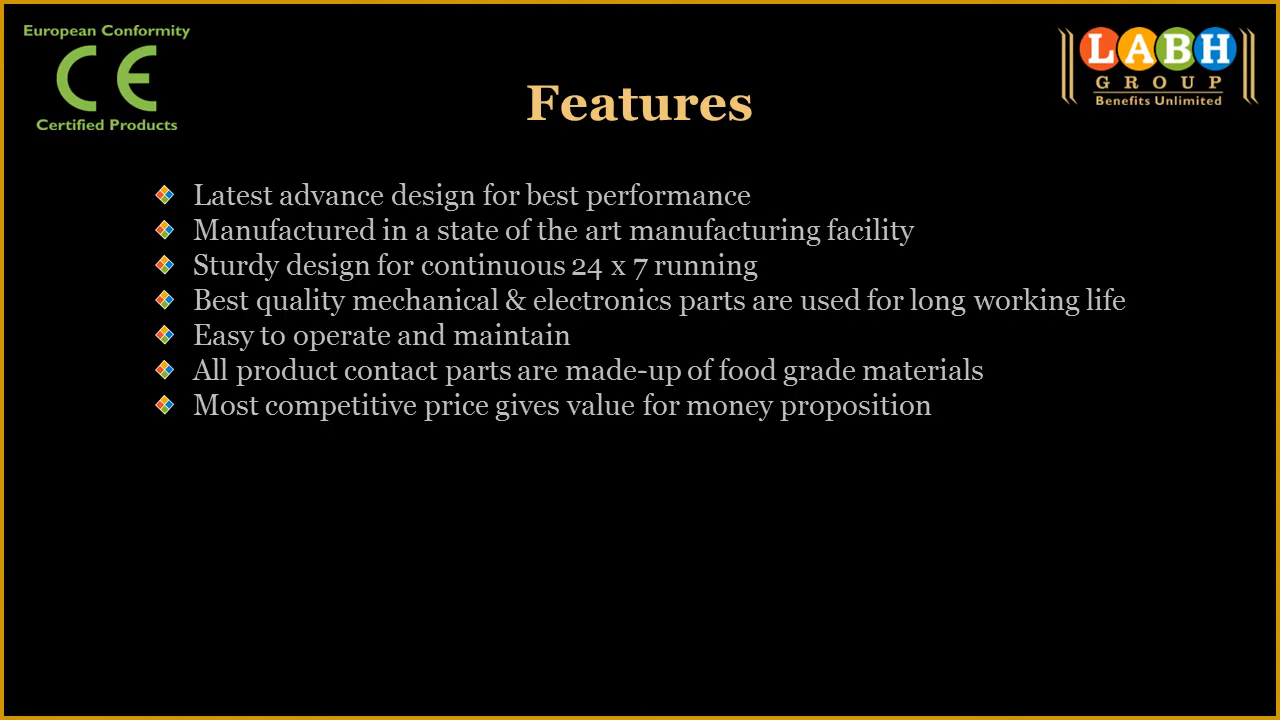 European Conformity
CE
Certified Products
LABH
GROUP
Benefits Unlimited
Features
Latest advance design for best performance
Manufactured in a state of the art manufacturing facility
Sturdy design for continuous 24 x 7 running
Best quality mechanical & electronics parts are used for long working life
Easy to operate and maintain
All product contact parts are made-up of food grade materials
Most competitive price gives value for money proposition